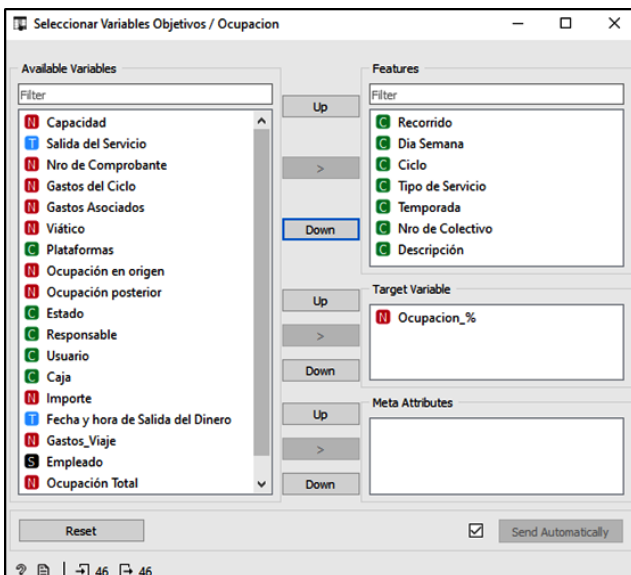 Seleccionar Variables Objetivos / Ocupacion
Available Variables
Filter
N Capacidad
T Salida del Servicio
N Nro de Comprobante
N Gastos del Ciclo
N Gastos Asociados
N Viático
C Plataformas
N Ocupación en origen
N Ocupación posterior
C Estado
C Responsable
C Usuario
C Caja
N Importe
T Fecha y hora de Salida del Dinero
N Gastos_Viaje
S Empleado
N Ocupación Total
Up
>
Down
Up
>
Down
Up
>
Down
Features
Filter
C Recorrido
C Dia Semana
C Ciclo
C Tipo de Servicio
C Temporada
C Nro de Colectivo
C Descripción
Target Variable
N Ocupacion_%
Meta Attributes
Reset
Send Automatically
? 46 46